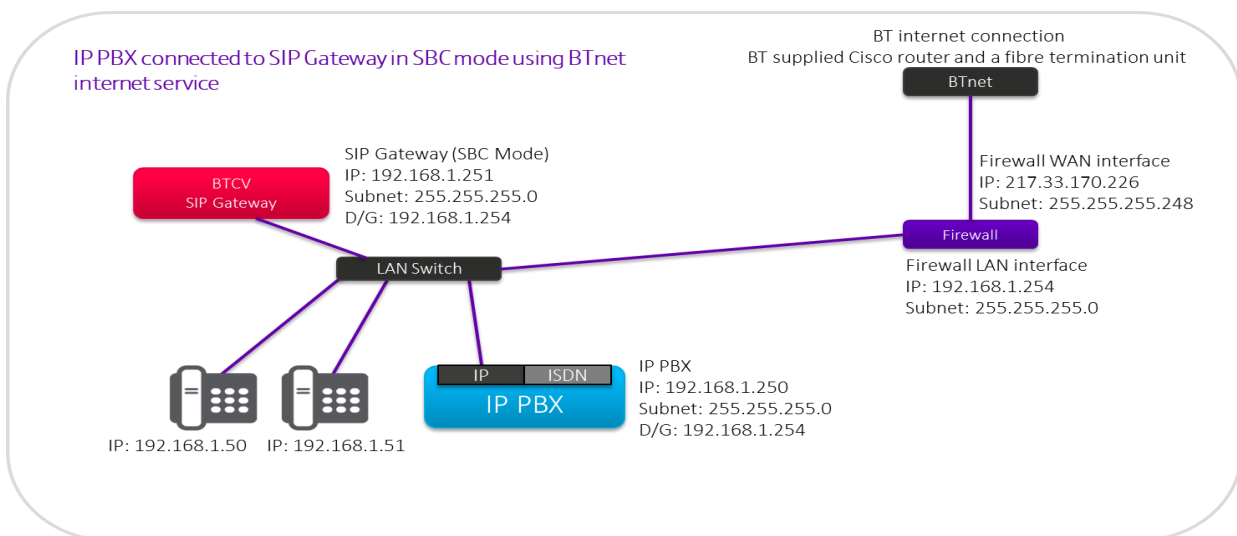 IP PBX connected to SIP Gateway in SBC mode using BTnet
internet service
BT internet connection
BT supplied Cisco router and a fibre termination unit
BTnet
SIP Gateway (SBC Mode)
IP: 192.168.1.251
Subnet: 255.255.255.0
D/G: 192.168.1.254
BTCV
SIP Gateway
Firewall WAN interface
IP: 217.33.170.226
Subnet: 255.255.255.248
Firewall
LAN Switch
Firewall LAN interface
IP: 192.168.1.254
Subnet: 255.255.255.0
IP
ISDN
IP PBX
IP PBX
IP: 192.168.1.250
Subnet: 255.255.255.0
D/G: 192.168.1.254
IP: 192.168.1.50
IP: 192.168.1.51